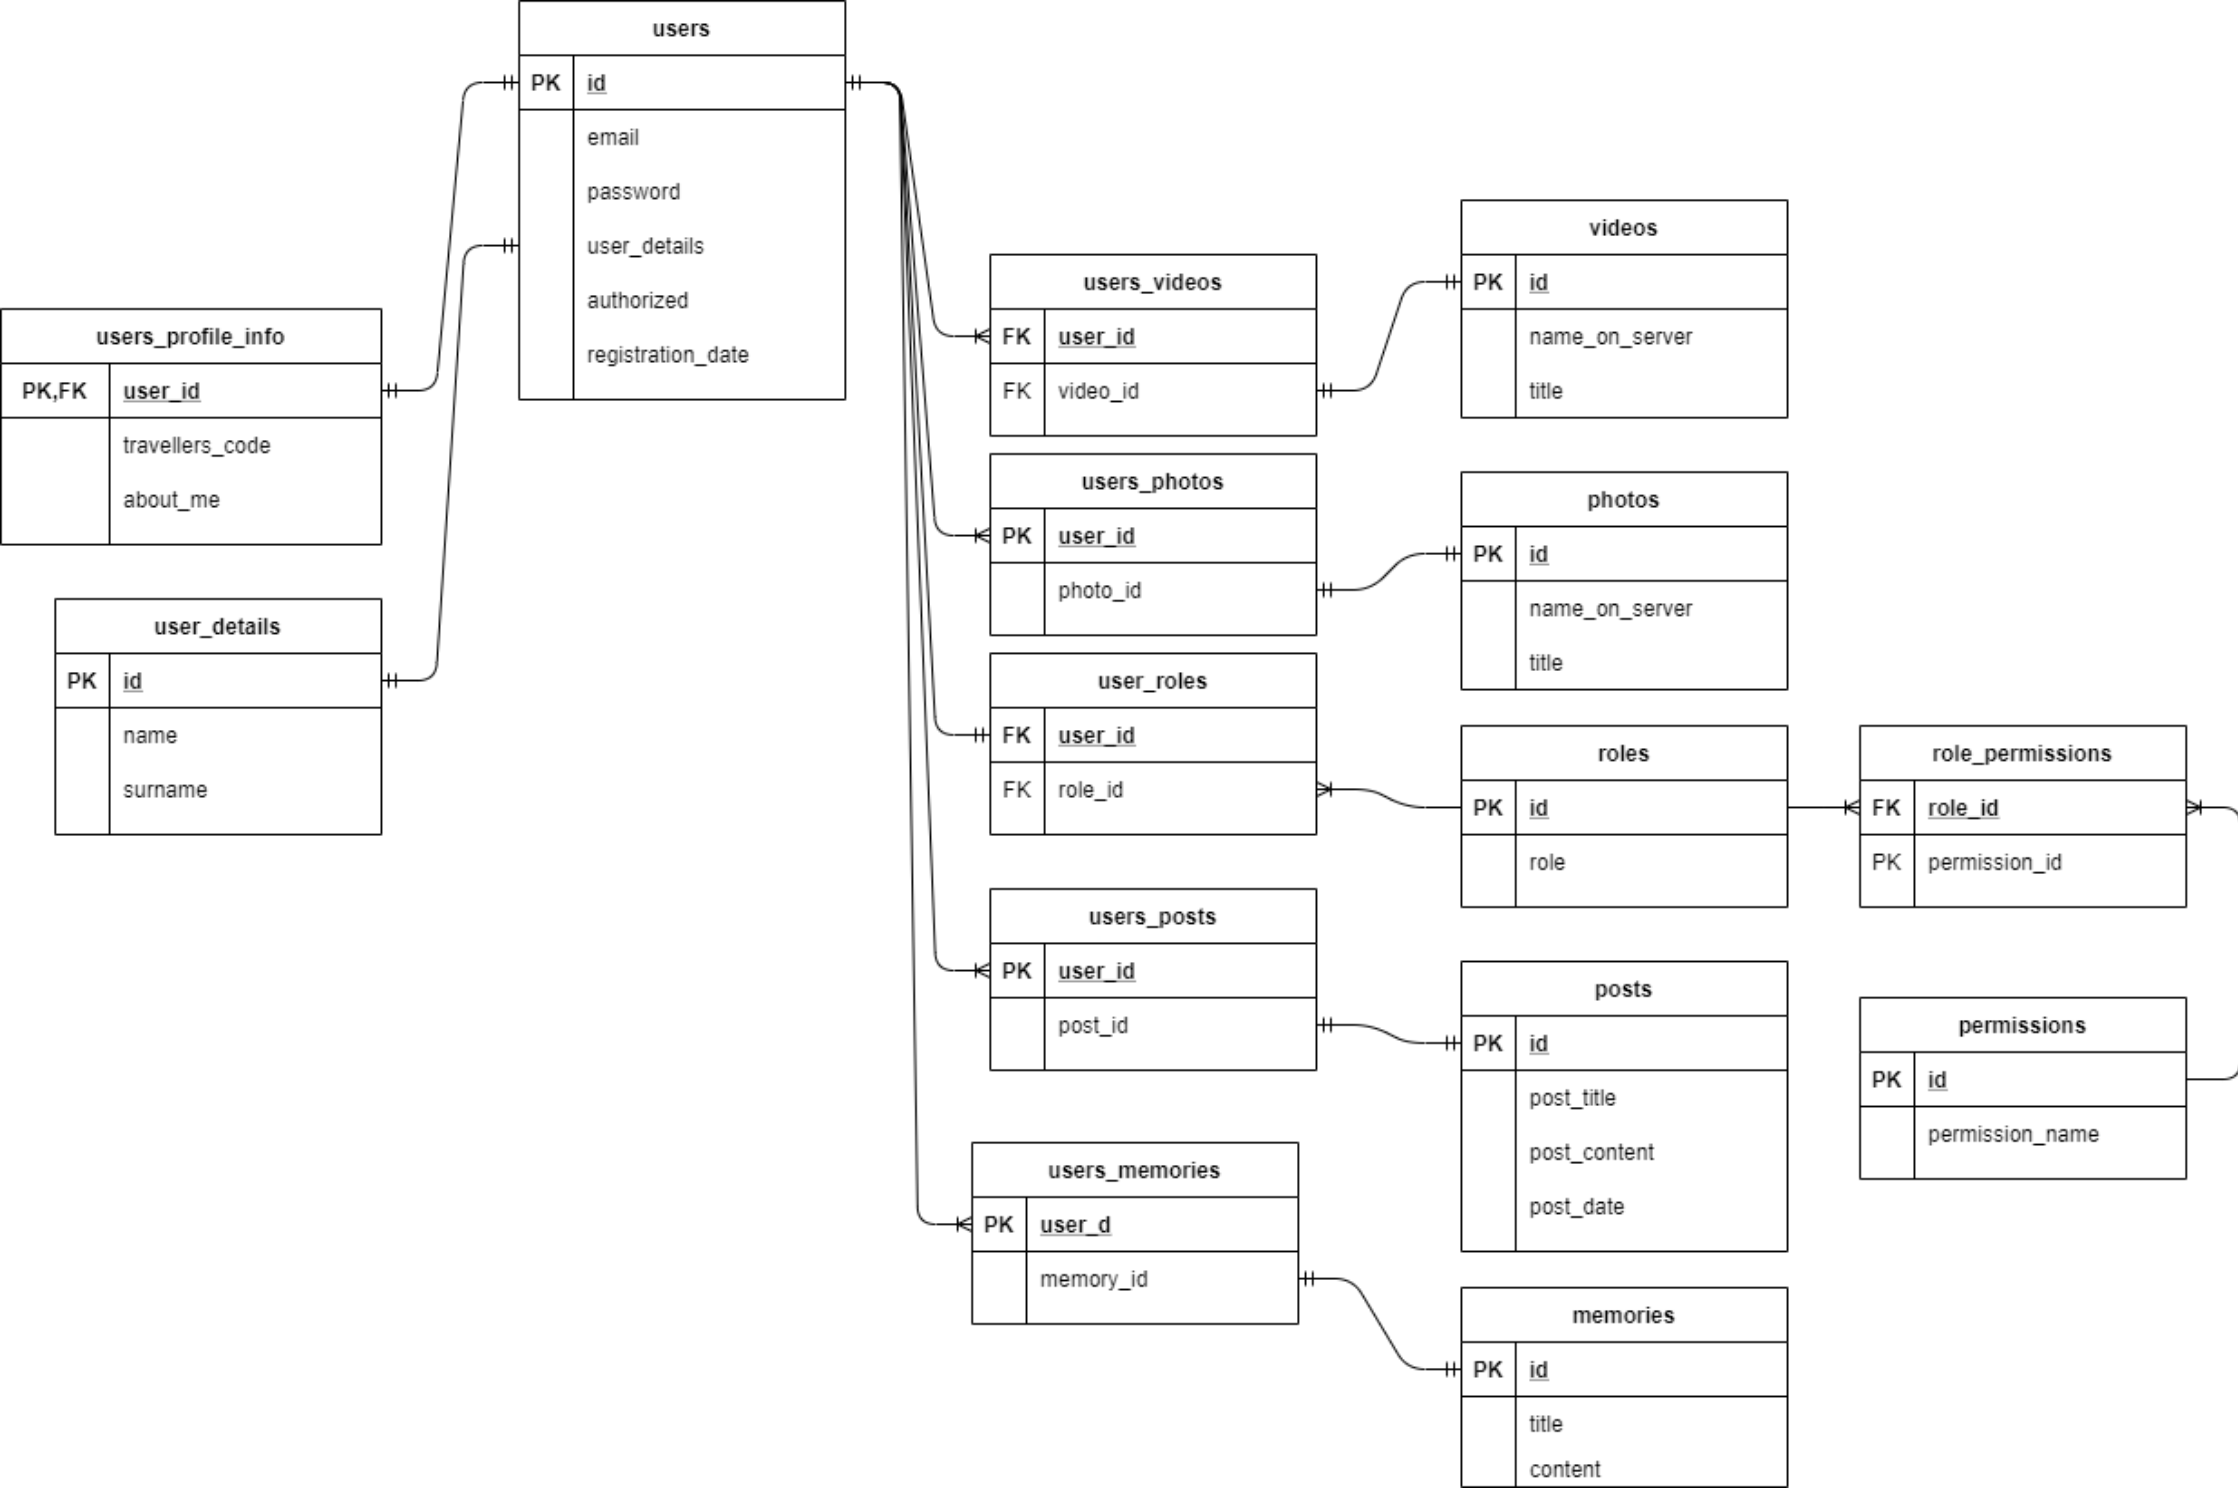 users
PK id
email
password
user_details
authorized
registration_date
users_profile_info
PK,FK user_id
travellers_code
about_me
user_details
PK id
name
surname
users_videos
FK user_id
FK video_id
videos
PK id
name_on_server
title
users_photos
PK user_id
photo_id
photos
PK id
name_on_server
title
user_roles
FK user_id
FK role_id
roles
PK id
role
role_permissions
FK role_id
PK permission_id
users_posts
PK user_id
post_id
posts
PK id
post_title
post_content
post_date
permissions
PK id
permission_name
users_memories
PK user_d
memory_id
memories
PK id
title
content